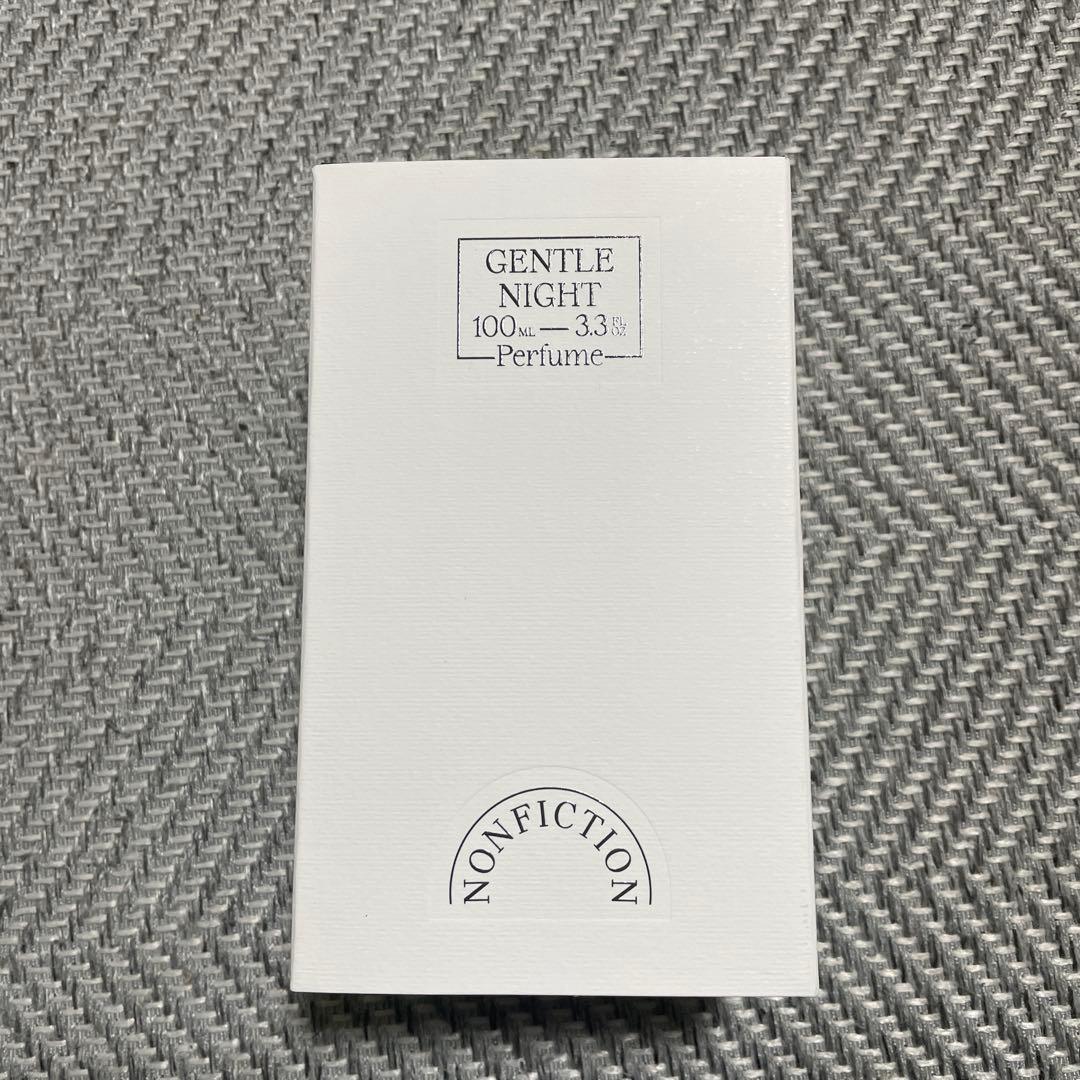 GENTLE
NIGHT
100 ML — 3.3 FL OZ
Perfume
NONFICTION